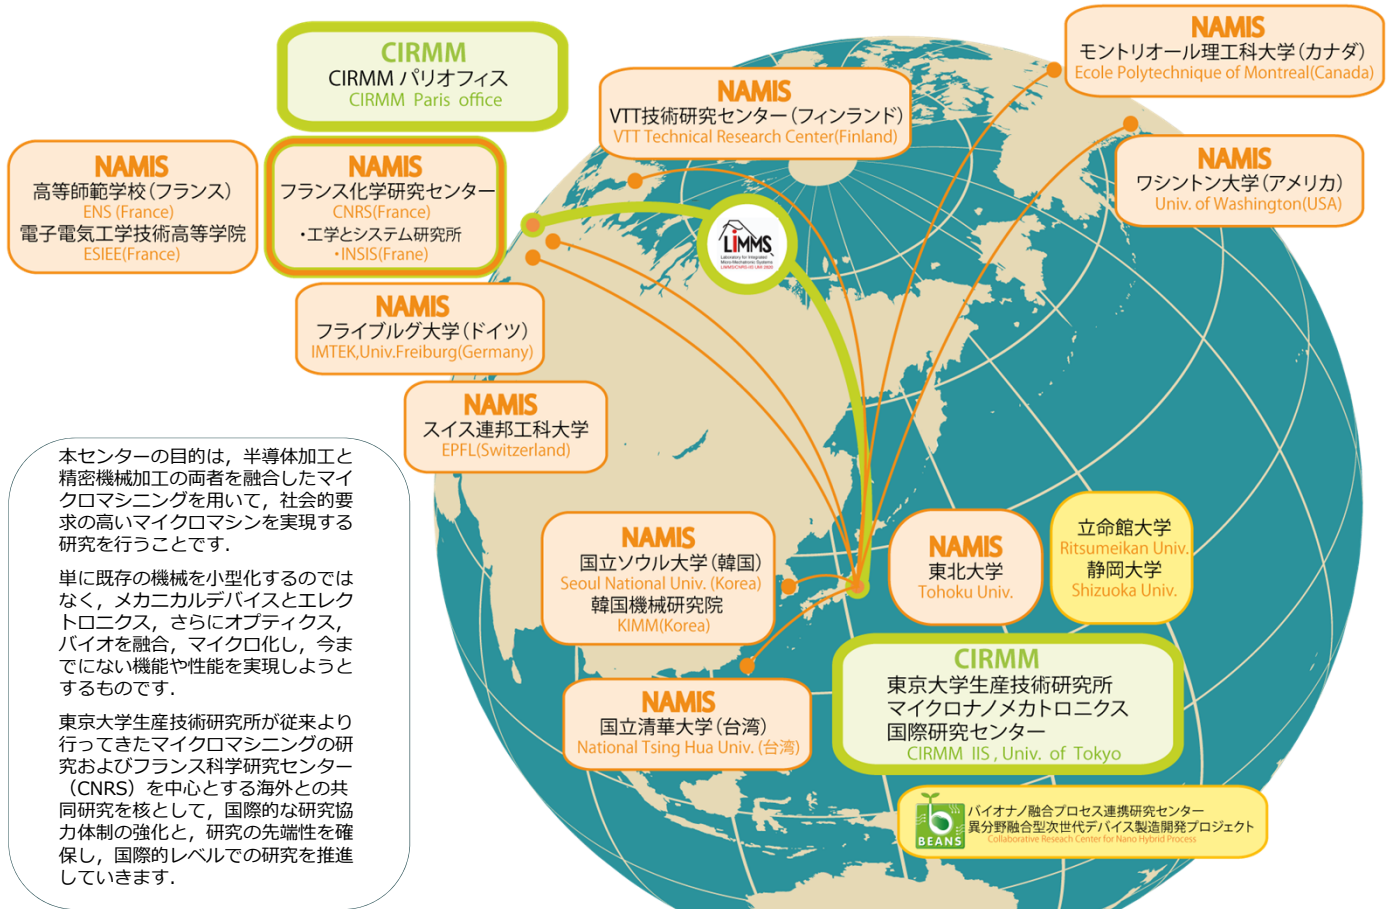 CIRMM
CIRMM パリオフィス
CIRMM Paris office
NAMIS
高等師範学校（フランス）
ENS (France)
電子電気工学技術高等学院
ESIEE(France)
NAMIS
フランス化学研究センター
CNRS(France)
・工学とシステム研究所
・INSIS(Frane)
NAMIS
フライブルグ大学（ドイツ）
IMTEK,Univ.Freiburg(Germany)
NAMIS
スイス連邦工科大学
EPFL(Switzerland)
NAMIS
VTT技術研究センター（フィンランド）
VTT Technical Research Center(Finland)
NAMIS
モントリオール理工科大学（カナダ）
Ecole Polytechnique of Montreal(Canada)
NAMIS
ワシントン大学（アメリカ）
Univ. of Washington(USA)
LiMMS
Laboratory for Integrated
Micro-Mechatronic Systems
LIMMS/CNRS-IIS UMI 2820
本センターの目的は，半導体加工と
精密機械加工の両者を融合したマイ
クロマシニングを用いて，社会的要
求の高いマイクロマシンを実現する
研究を行うことです．
単に既存の機械を小型化するのでは
なく，メカニカルデバイスとエレク
トロニクス，さらにオプティクス，
バイオを融合，マイクロ化し，今ま
でにない機能や性能を実現しようと
するものです．
東京大学生産技術研究所が従来より
行ってきたマイクロマシニングの研
究およびフランス科学研究センター
（CNRS）を中心とする海外との共
同研究を核として，国際的な研究協
力体制の強化と，研究の先端性を確
保し，国際的レベルでの研究を推進
していきます．
NAMIS
国立ソウル大学（韓国）
Seoul National Univ. (Korea)
韓国機械研究院
KIMM(Korea)
NAMIS
国立清華大学（台湾）
National Tsing Hua Univ. (台湾)
NAMIS
東北大学
Tohoku Univ.
立命館大学
Ritsumeikan Univ.
静岡大学
Shizuoka Univ.
CIRMM
東京大学生産技術研究所
マイクロナノメカトロニクス
国際研究センター
CIRMM IIS , Univ. of Tokyo
BEANS
バイオナノ融合プロセス連携研究センター
異分野融合型次世代デバイス製造開発プロジェクト
Collaborative Reseach Center for Nano Hybrid Process